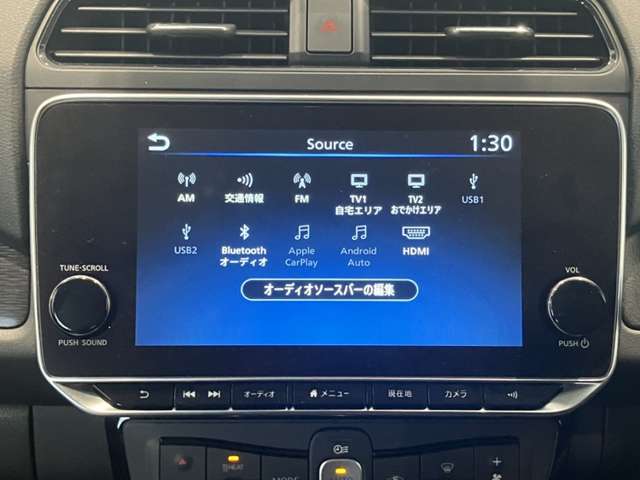 Source
1:30
AM
交通情報
FM
TV1
自宅エリア
TV2
おでかけエリア
USB1
USB2
Bluetooth
オーディオ
Apple
CarPlay
Android
Auto
HDMI
オーディオソースバーの編集
TUNE·SCROLL
PUSH SOUND
VOL
PUSH
オーディオ
メニュー
現在地
カメラ
HEAT
MODE